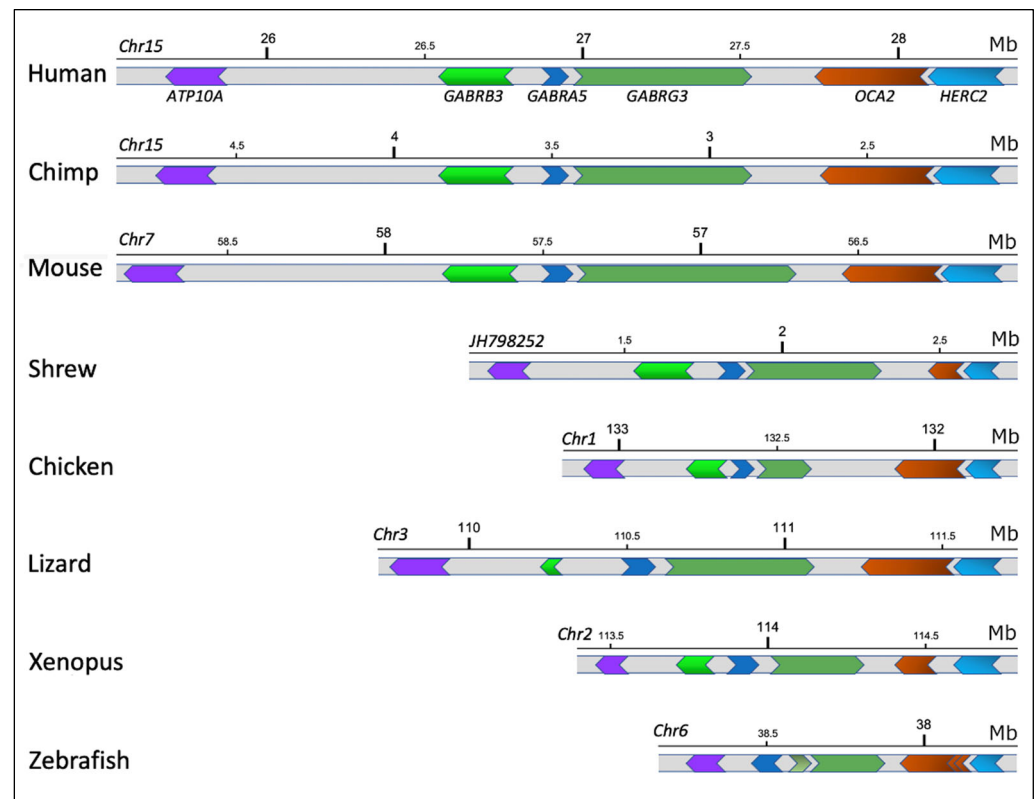 Chr15 26 26.5 27 27.5 28 Mb
Human
ATP10A GABRB3 GABRA5 GABRG3 OCA2 HERC2
Chr15 4.5 4 3.5 3 2.5 Mb
Chimp
Chr7 58.5 58 57.5 57 56.5 Mb
Mouse
JH798252 1.5 2 2.5 Mb
Shrew
Chr1 133 132.5 132 Mb
Chicken
Chr3 110 110.5 111 111.5 Mb
Lizard
Chr2 113.5 114 114.5 Mb
Xenopus
Chr6 38.5 38 Mb
Zebrafish